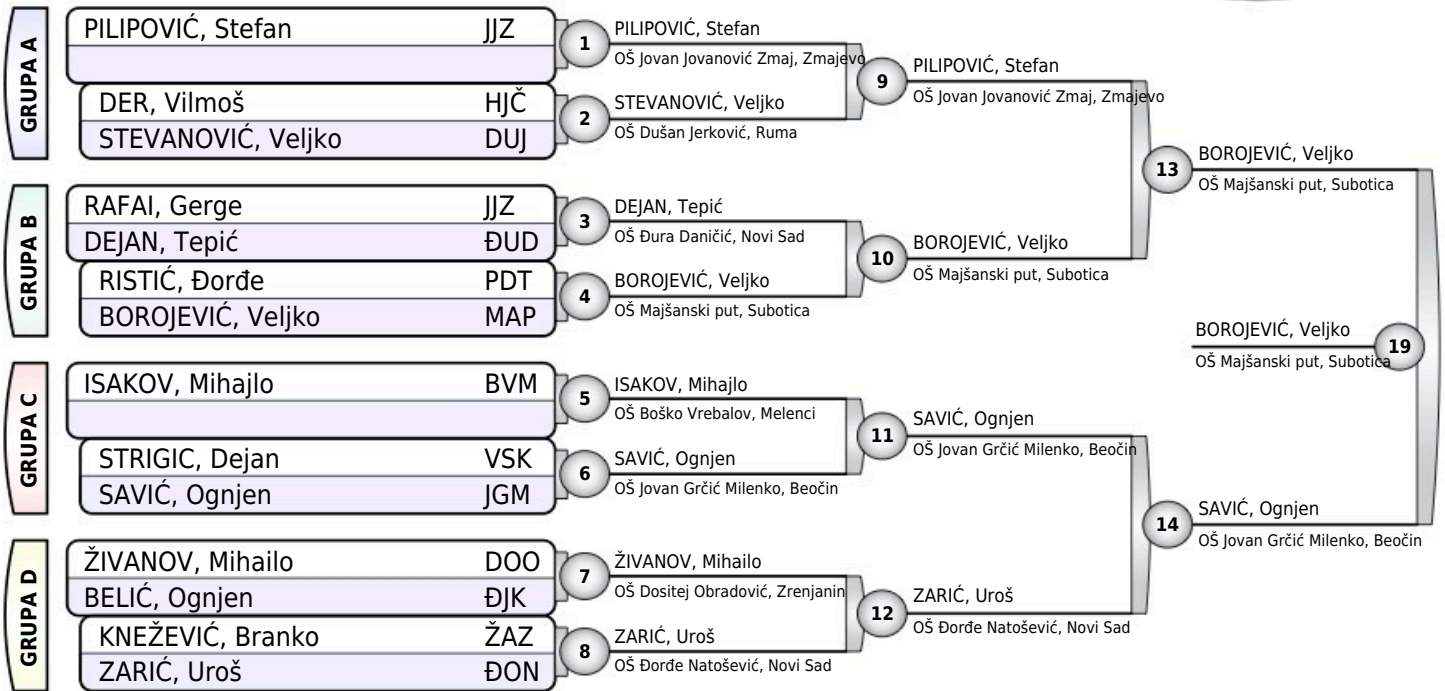 GRUPA A
PILIPOVIĆ, Stefan JJZ
DER, Vilmoš HJČ
STEVANOVIĆ, Veljko DUJ
GRUPA B
RAFAI, Gerge JJZ
DEJAN, Tepić ĐUD
RISTIĆ, Đorđe PDT
BOROJEVIĆ, Veljko MAP
GRUPA C
ISAKOV, Mihajlo BVM
STRIGIC, Dejan VSK
SAVIĆ, Ognjen JGM
GRUPA D
ŽIVANOV, Mihailo DOO
BELIĆ, Ognjen ĐJK
KNEŽEVIĆ, Branko ŽAZ
ZARIĆ, Uroš ĐON
1
PILIPOVIĆ, Stefan
OŠ Jovan Jovanović Zmaj, Zmajevo
2
STEVANOVIĆ, Veljko
OŠ Dušan Jerković, Ruma
3
DEJAN, Tepić
OŠ Đura Daničić, Novi Sad
4
BOROJEVIĆ, Veljko
OŠ Majšanski put, Subotica
5
ISAKOV, Mihajlo
OŠ Boško Vrebalov, Melenci
6
SAVIĆ, Ognjen
OŠ Jovan Grčić Milenko, Beočin
7
ŽIVANOV, Mihailo
OŠ Dositej Obradović, Zrenjanin
8
ZARIĆ, Uroš
OŠ Đorđe Natošević, Novi Sad
9
PILIPOVIĆ, Stefan
OŠ Jovan Jovanović Zmaj, Zmajevo
10
BOROJEVIĆ, Veljko
OŠ Majšanski put, Subotica
11
SAVIĆ, Ognjen
OŠ Jovan Grčić Milenko, Beočin
12
ZARIĆ, Uroš
OŠ Đorđe Natošević, Novi Sad
13
BOROJEVIĆ, Veljko
OŠ Majšanski put, Subotica
14
SAVIĆ, Ognjen
OŠ Jovan Grčić Milenko, Beočin
BOROJEVIĆ, Veljko
OŠ Majšanski put, Subotica
19